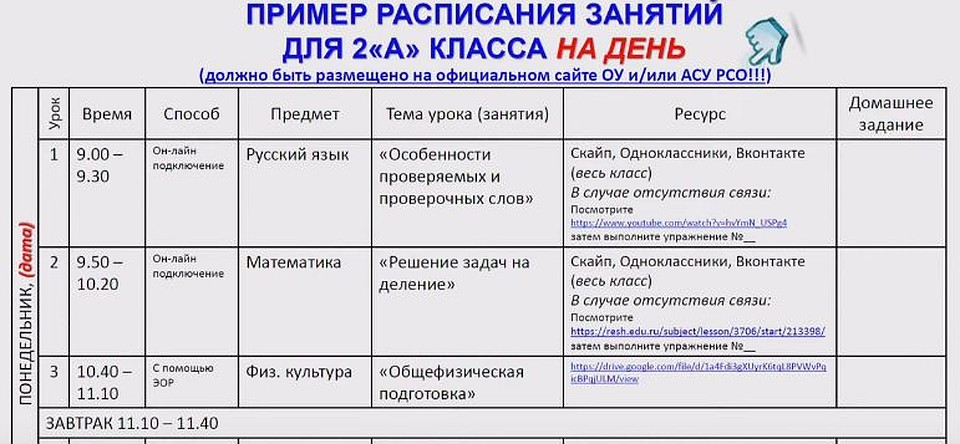 ПРИМЕР РАСПИСАНИЯ ЗАНЯТИЙ
ДЛЯ 2«А» КЛАССА НА ДЕНЬ
(должно быть размещено на официальном сайте ОУ и/или АСУ РСО!!!)
Урок
Время
Способ
Предмет
Тема урока (занятия)
Ресурс
Домашнее
задание
ПОНЕДЕЛЬНИК, (дата)
1
9.00 –
9.30
Он-лайн
подключение
Русский язык
«Особенности
проверяемых и
проверочных слов»
Скайп, Одноклассники, Вконтакте
(весь класс)
В случае отсутствия связи:
Посмотрите
https://www.youtube.com/watch?v=hvYmN_USPg4
затем выполните упражнение №__
2
9.50 –
10.20
Он-лайн
подключение
Математика
«Решение задач на
деление»
Скайп, Одноклассники, Вконтакте
(весь класс)
В случае отсутствия связи:
Посмотрите
https://resh.edu.ru/subject/lesson/3706/start/213398/
затем выполните упражнение №__
3
10.40 –
11.10
С помощью
ЭОР
Физ. культура
«Общефизическая
подготовка»
https://drive.google.com/file/d/1a4Fdi3gXUyrK6tqL8PVWvPq
icBPqjULM/view
ЗАВТРАК 11.10 – 11.40